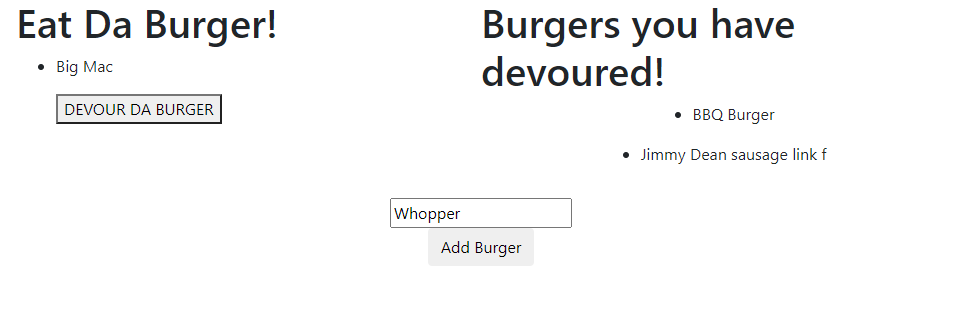 Eat Da Burger!
Big Mac
DEVOUR DA BURGER
Burgers you have
devoured!
BBQ Burger
Jimmy Dean sausage link f
Whopper
Add Burger